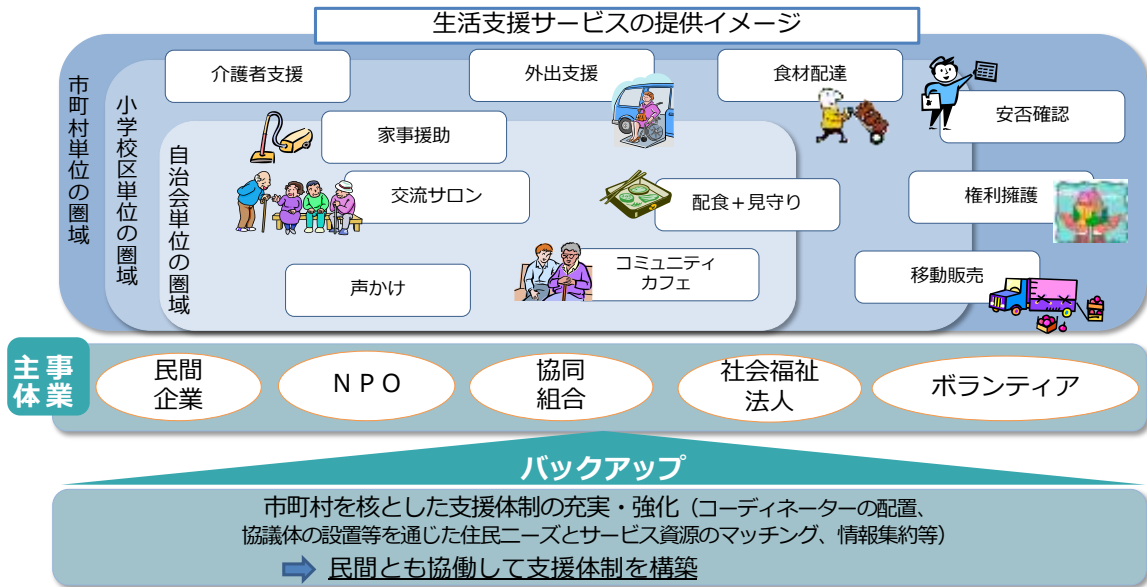 生活支援サービスの提供イメージ
市町村単位の圏域
小学校区単位の圏域
自治会単位の圏域
介護者支援
外出支援
食材配達
安否確認
家事援助
交流サロン
配食＋見守り
権利擁護
声かけ
コミュニティ
カフェ
移動販売
事業
主体
民間
企業
ＮＰＯ
協同
組合
社会福祉
法人
ボランティア
バックアップ
市町村を核とした支援体制の充実・強化（コーディネーターの配置、
協議体の設置等を通じた住民ニーズとサービス資源のマッチング、情報集約等）
民間とも協働して支援体制を構築